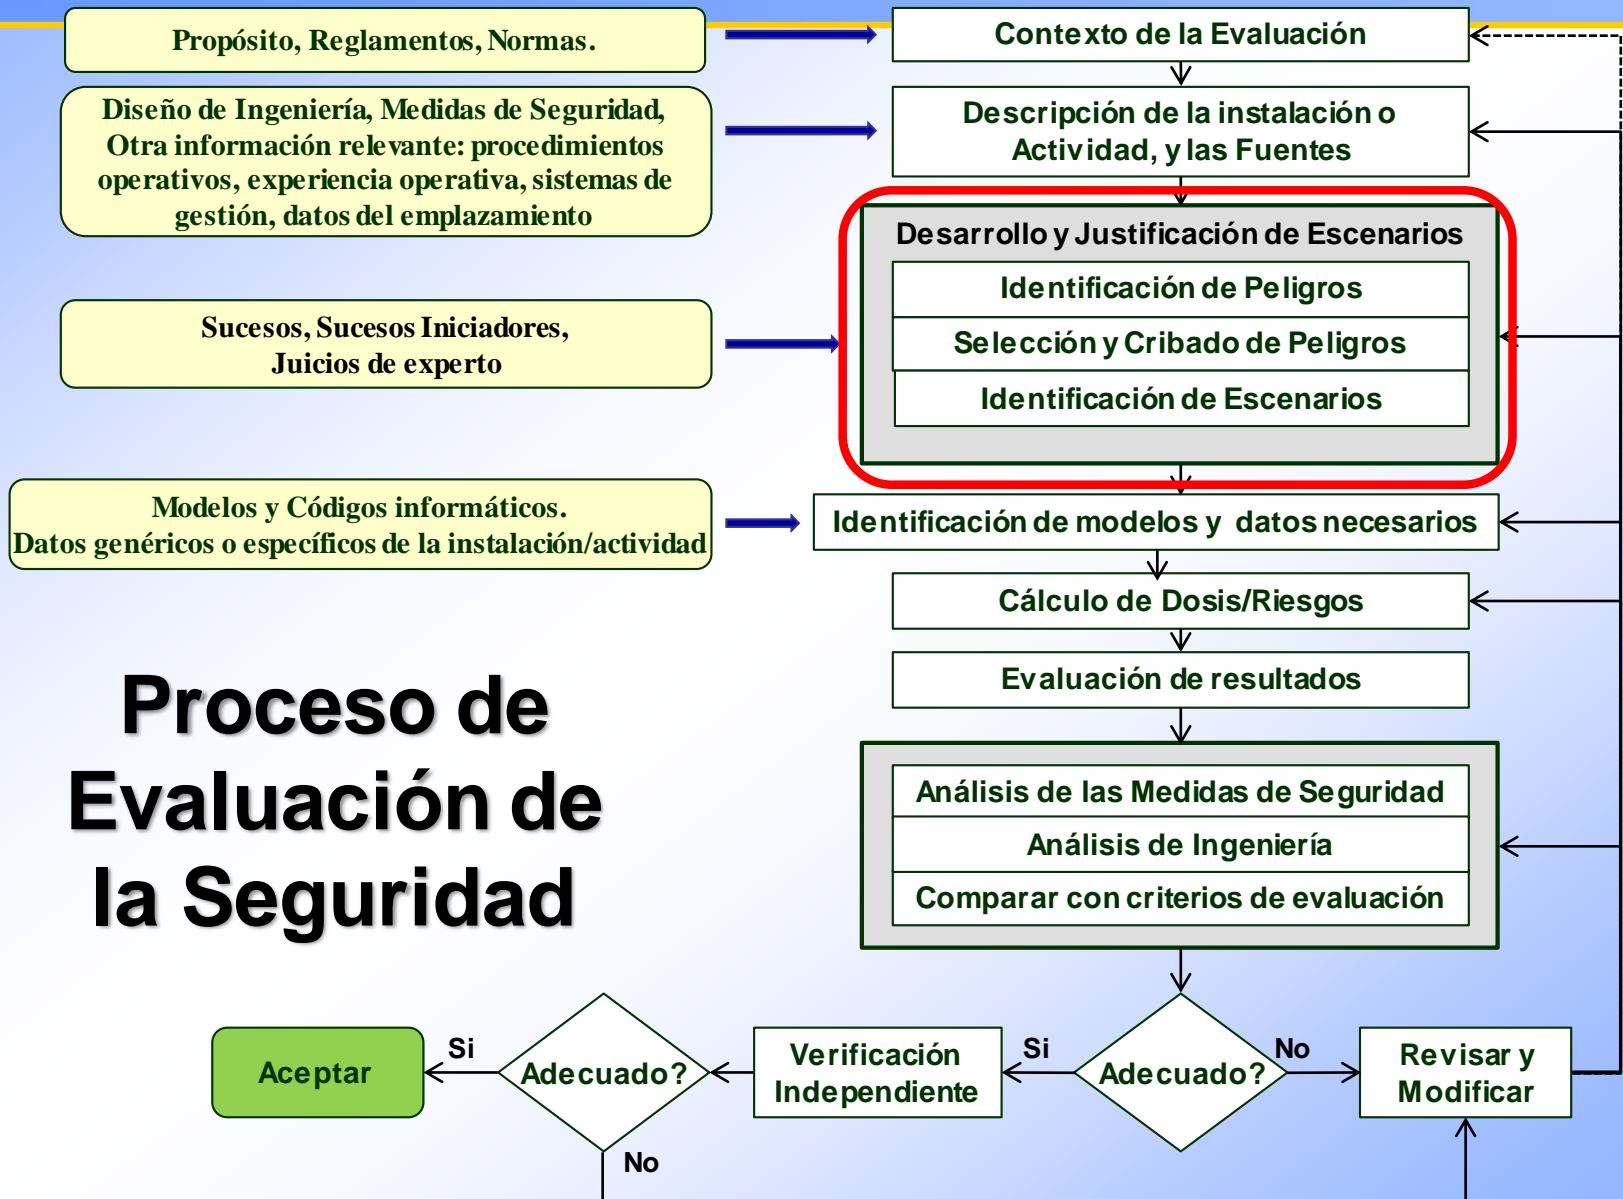 Propósito, Reglamentos, Normas.
Contexto de la Evaluación
Diseño de Ingeniería, Medidas de Seguridad,
Otra información relevante: procedimientos
operativos, experiencia operativa, sistemas de
gestión, datos del emplazamiento
Descripción de la instalación o
Actividad, y las Fuentes
Desarrollo y Justificación de Escenarios
Identificación de Peligros
Selección y Cribado de Peligros
Identificación de Escenarios
Sucesos, Sucesos Iniciadores,
Juicios de experto
Modelos y Códigos informáticos.
Datos genéricos o específicos de la instalación/actividad
Identificación de modelos y datos necesarios
Cálculo de Dosis/Riesgos
Evaluación de resultados
Proceso de
Evaluación de
la Seguridad
Análisis de las Medidas de Seguridad
Análisis de Ingeniería
Comparar con criterios de evaluación
Aceptar
Si
Adecuado?
No
Verificación
Independiente
Si
Adecuado?
No
Revisar y
Modificar